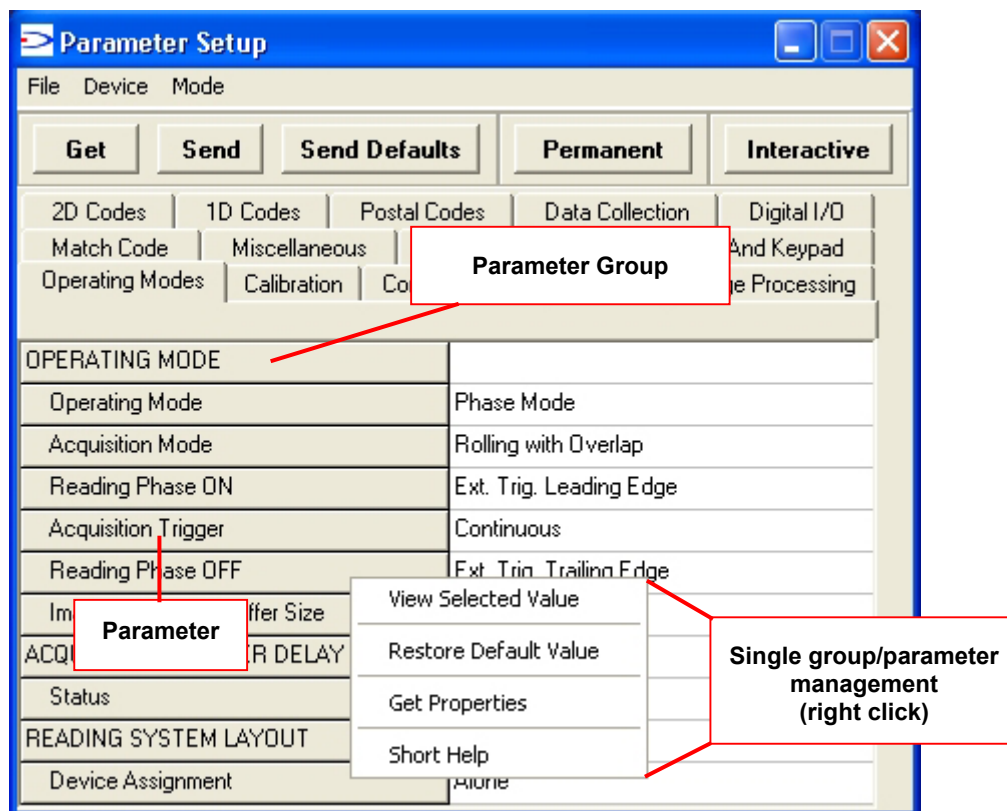 Parameter Setup
File Device Mode
Get Send Send Defaults Permanent Interactive
2D Codes 1D Codes Postal Codes Data Collection Digital I/O
Match Code Miscellaneous And Keypad
Parameter Group
Operating Modes Calibration Processing
OPERATING MODE
Operating Mode Phase Mode
Acquisition Mode Rolling with Overlap
Reading Phase ON Ext. Trig. Leading Edge
Acquisition Trigger Continuous
Reading Phase OFF Ext. Trig. Trailing Edge
Size
View Selected Value
Parameter
DELAY
Restore Default Value
Single group/parameter
management
(right click)
Status
Get Properties
READING SYSTEM LAYOUT
Short Help
Device Assignment Alone